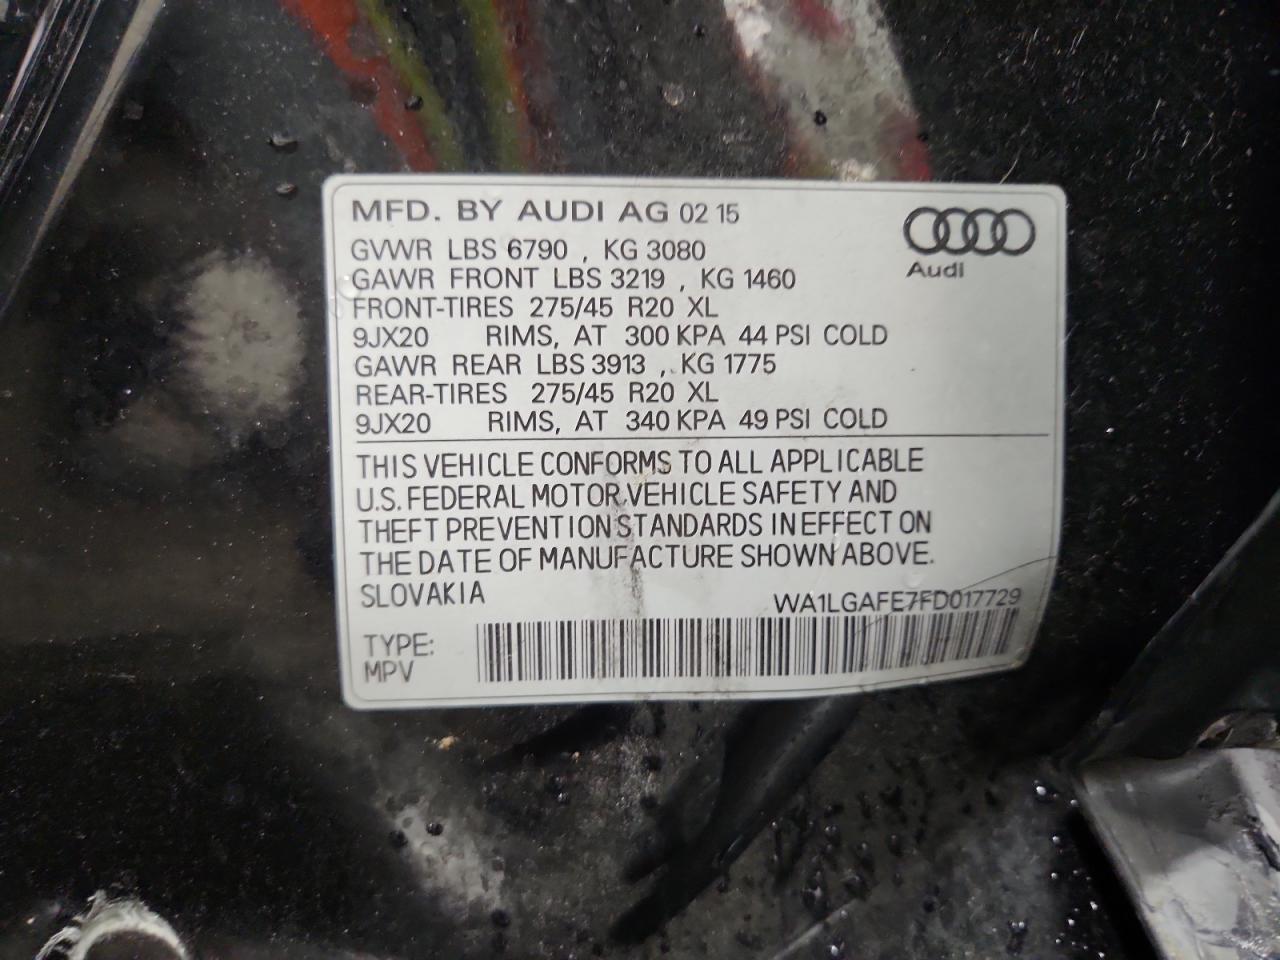 MFD. BY AUDI AG 02 15
Audi
GVWR LBS 6790 , KG 3080
GAWR FRONT LBS 3219 , KG 1460
FRONT-TIRES 275/45 R20 XL
9JX20 RIMS, AT 300 KPA 44 PSI COLD
GAWR REAR LBS 3913 , KG 1775
REAR-TIRES 275/45 R20 XL
9JX20 RIMS, AT 340 KPA 49 PSI COLD
THIS VEHICLE CONFORMS TO ALL APPLICABLE
U.S. FEDERAL MOTOR VEHICLE SAFETY AND
THEFT PREVENTION STANDARDS IN EFFECT ON
THE DATE OF MANUFACTURE SHOWN ABOVE.
SLOVAKIA
WA1LGAFE7FD017729
TYPE:
MPV